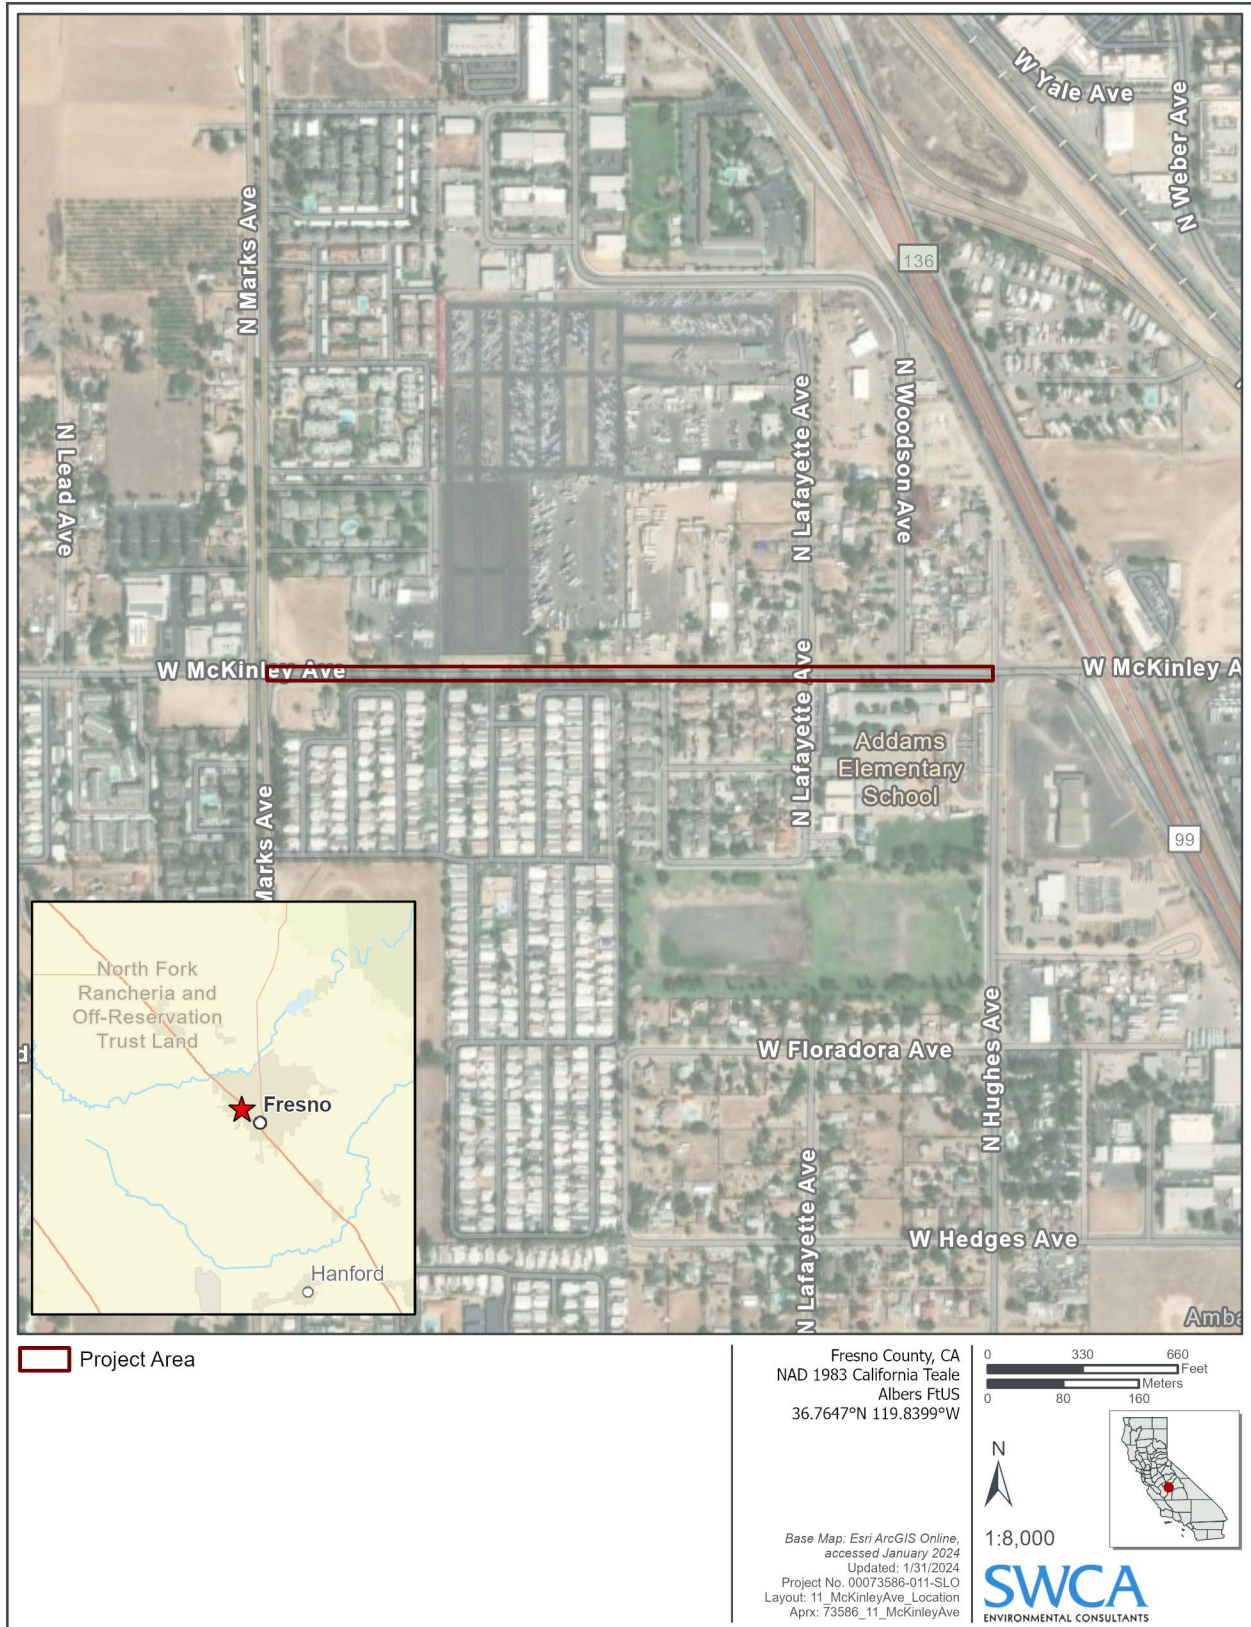 W Yale Ave
N Weber Ave
N Marks Ave
136
N Lead Ave
N Lafayette Ave
N Woodson Ave
W McKinley Ave
W McKinley A
N Lafayette Ave
Addams
Elementary
School
Marks Ave
99
North Fork
Rancheria and
Off-Reservation
Trust Land
Fresno
Hanford
d
W Floradora Ave
N Hughes Ave
N Lafayette Ave
W Hedges Ave
Amba
Project Area
Fresno County, CA
NAD 1983 California Teale
Albers FtUS
36.7647°N 119.8399°W
0 330 660
Feet
Meters
0 80 160
N
1:8,000
Base Map: Esri ArcGIS Online,
accessed January 2024
Updated: 1/31/2024
Project No. 00073586-011-SLO
Layout: 11_McKinleyAve_Location
Aprx: 73586_11_McKinleyAve
SWCA
ENVIRONMENTAL CONSULTANTS